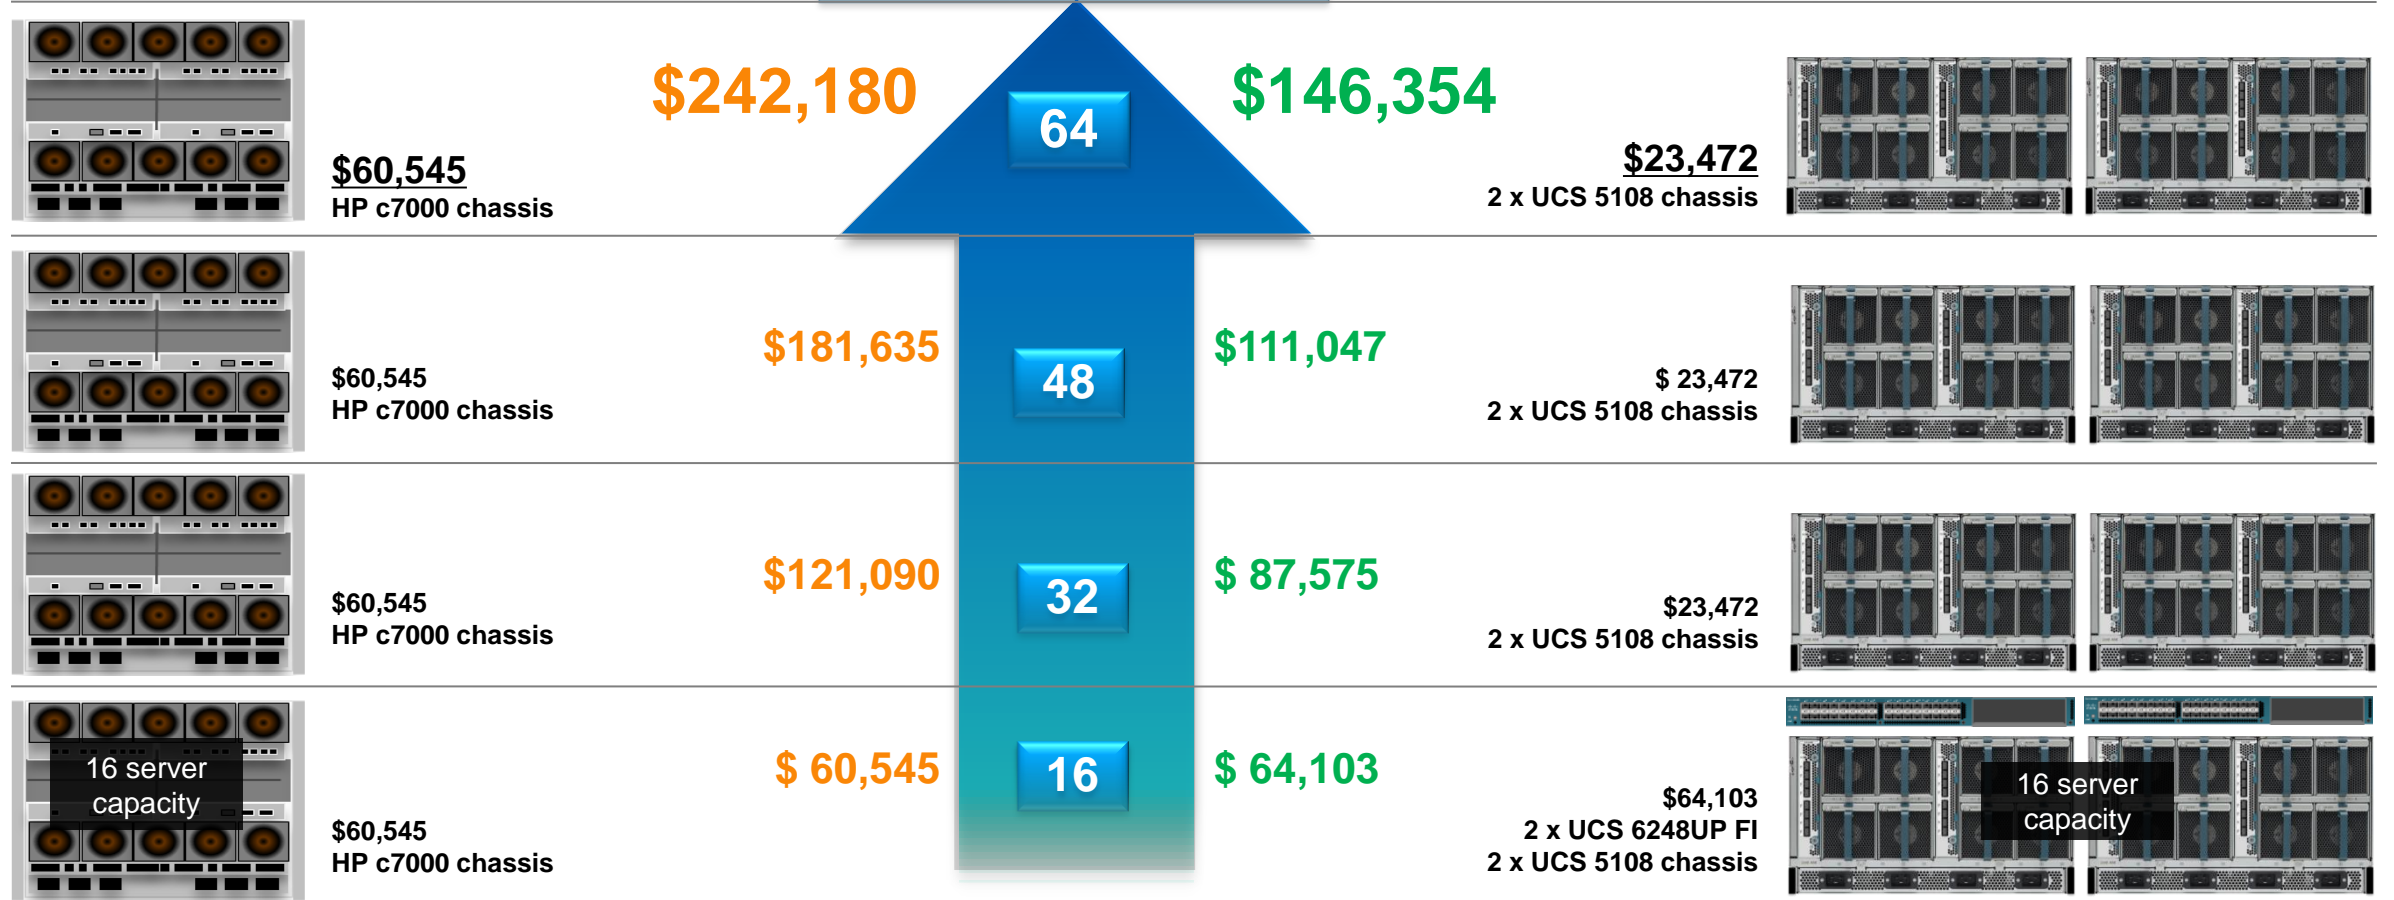 $242,180
64
$146,354
$60,545
HP c7000 chassis
$23,472
2 x UCS 5108 chassis
$181,635
48
$111,047
$60,545
HP c7000 chassis
$ 23,472
2 x UCS 5108 chassis
$121,090
32
$ 87,575
$60,545
HP c7000 chassis
$23,472
2 x UCS 5108 chassis
16 server
capacity
$ 60,545
16
$ 64,103
16 server
capacity
$60,545
HP c7000 chassis
$64,103
2 x UCS 6248UP FI
2 x UCS 5108 chassis